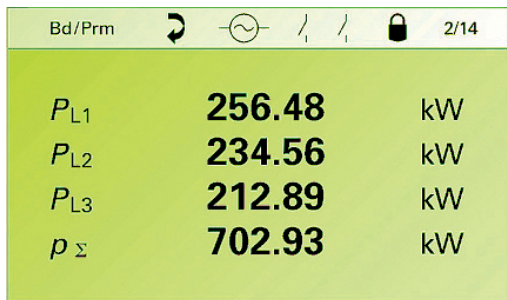 Bd/Prm 2/14
PL1 256.48 kW
PL2 234.56 kW
PL3 212.89 kW
p Σ 702.93 kW